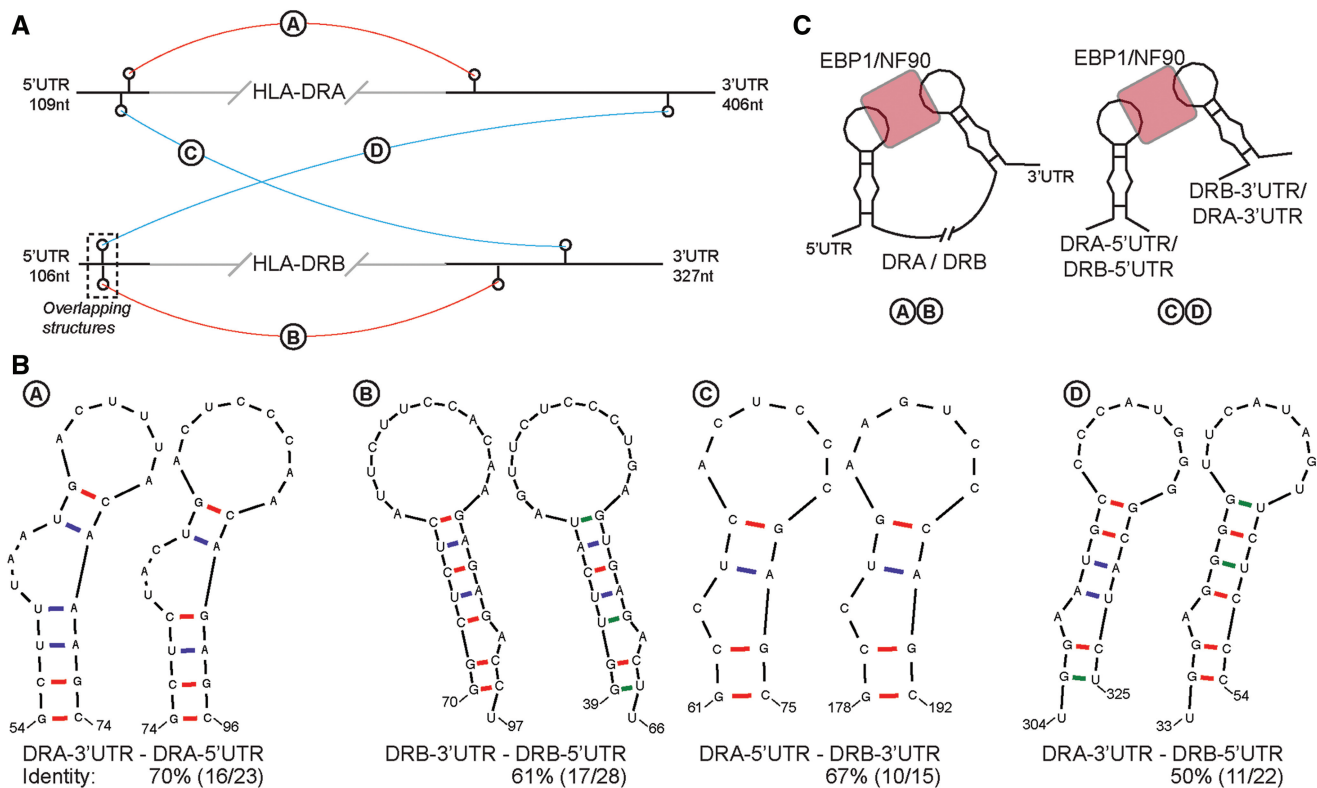 A
C
A
5'UTR
109nt
HLA-DRA
3'UTR
406nt
C
D
5'UTR
106nt
HLA-DRB
3'UTR
327nt
Overlapping
structures
B
EBP1/NF90
EBP1/NF90
5'UTR
3'UTR
DRA / DRB
DRA-5'UTR/
DRB-5'UTR
DRB-3'UTR/
DRA-3'UTR
A B
C D
B
A
B
C
D
54
74
74
96
70
97
39
66
61
75
178
192
304
325
33
54
DRA-3'UTR - DRA-5'UTR
Identity: 70% (16/23)
DRB-3'UTR - DRB-5'UTR
61% (17/28)
DRA-5'UTR - DRB-3'UTR
67% (10/15)
DRA-3'UTR - DRB-5'UTR
50% (11/22)